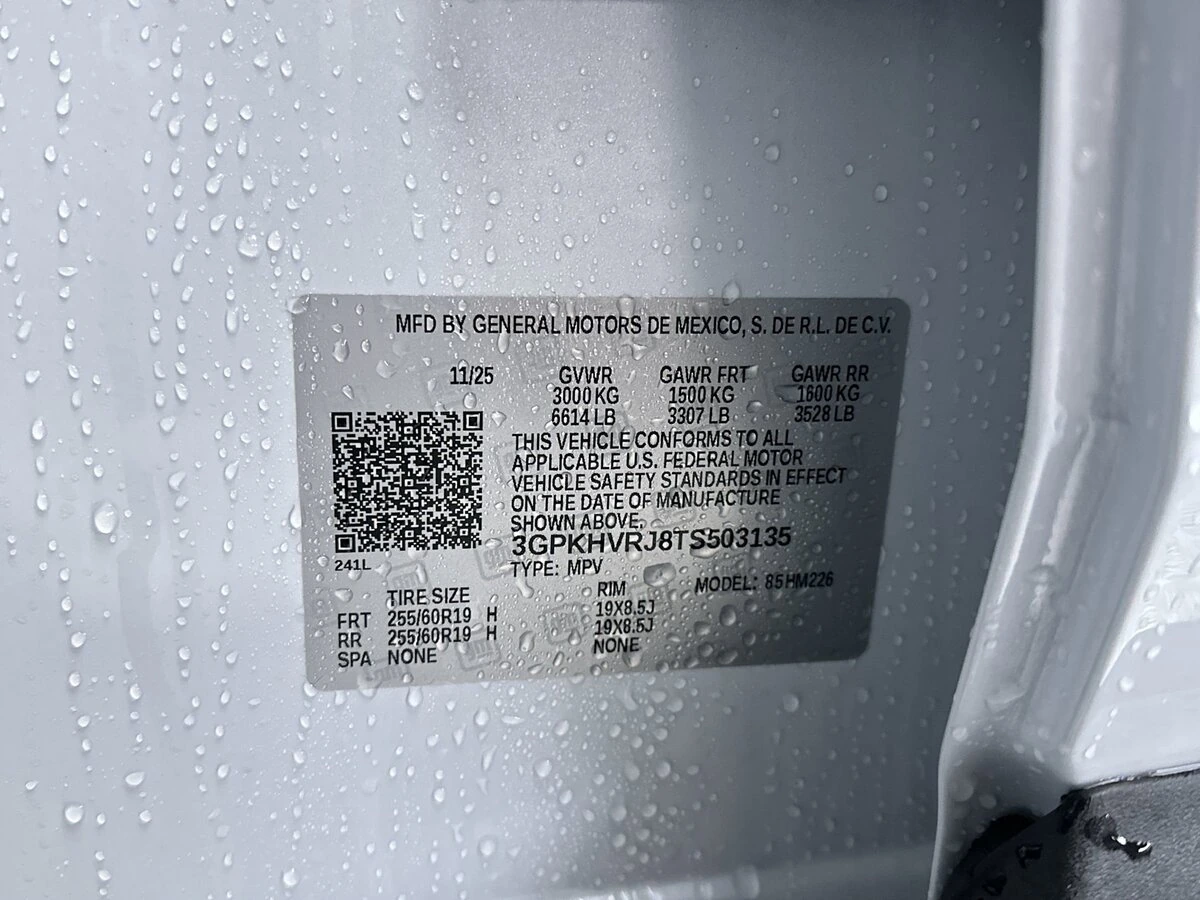 MFD BY GENERAL MOTORS DE MEXICO, S. DE R.L. DE C.V.
11/25 GVWR GAWR FRT GAWR RR
3000 KG 1500 KG 1600 KG
6614 LB 3307 LB 3528 LB
THIS VEHICLE CONFORMS TO ALL
APPLICABLE U.S. FEDERAL MOTOR
VEHICLE SAFETY STANDARDS IN EFFECT
ON THE DATE OF MANUFACTURE
SHOWN ABOVE.
3GPKHVRJ8TS503135
241L TYPE: MPV
TIRE SIZE RIM MODEL: 85HM226
FRT 255/60R19 H 19X8.5J
RR 255/60R19 H 19X8.5J
SPA NONE NONE